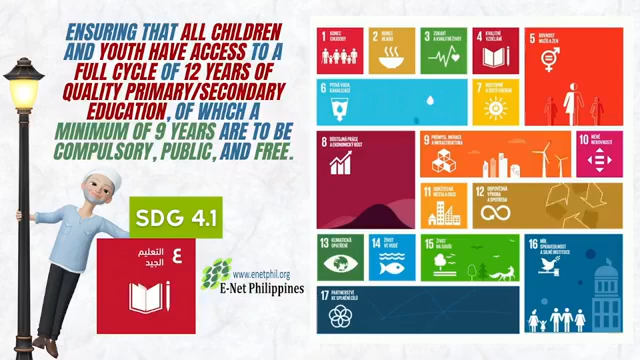 ENSURING THAT ALL CHILDREN
AND YOUTH HAVE ACCESS TO A
FULL CYCLE OF 12 YEARS OF
QUALITY PRIMARY/SECONDARY
EDUCATION, OF WHICH A
MINIMUM OF 9 YEARS ARE TO BE
COMPULSORY, PUBLIC, AND FREE.
SDG 4.1
٤ التعليم
الجيد
www.enetphil.org
E-Net Philippines
1 KONEC
CHUDOBY
2 KONEC
HLADU
3 ZDRAVÍ
A KVALITNÍ ŽIVOT
4 KVALITNÍ
VZDĚLÁNÍ
5 ROVNOST
MUŽŮ A ŽEN
6 PITNÁ VODA,
KANALIZACE
7 DOSTUPNÉ
A ČISTÉ ENERGIE
8 DŮSTOJNÁ PRÁCE
A EKONOMICKÝ RŮST
9 PRŮMYSL, INOVACE
A INFRASTRUKTURA
10 MÉNĚ
NEROVNOSTÍ
11 UDRŽITELNÁ
MĚSTA A OBCE
12 ODPOVĚDNÁ
VÝROBA A
SPOTŘEBA
13 KLIMATICKÁ
OPATŘENÍ
14 ŽIVOT
VE VODĚ
15 ŽIVOT
NA SOUŠI
16 MÍR,
SPRAVEDLNOST
A SILNÉ INSTITUCE
17 PARTNERSTVÍ
KE SPLNĚNÍ CÍLŮ